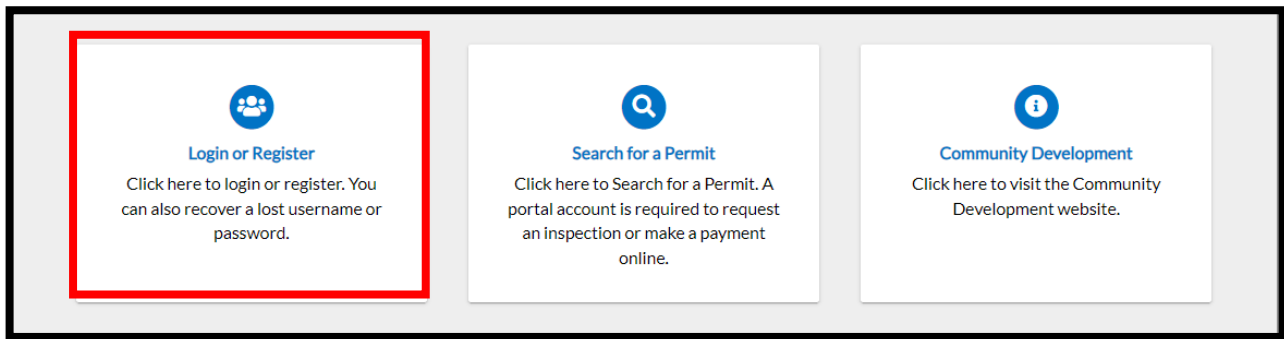 Login or Register
Click here to login or register. You
can also recover a lost username or
password.
Search for a Permit
Click here to Search for a Permit. A
portal account is required to request
an inspection or make a payment
online.
Community Development
Click here to visit the Community
Development website.